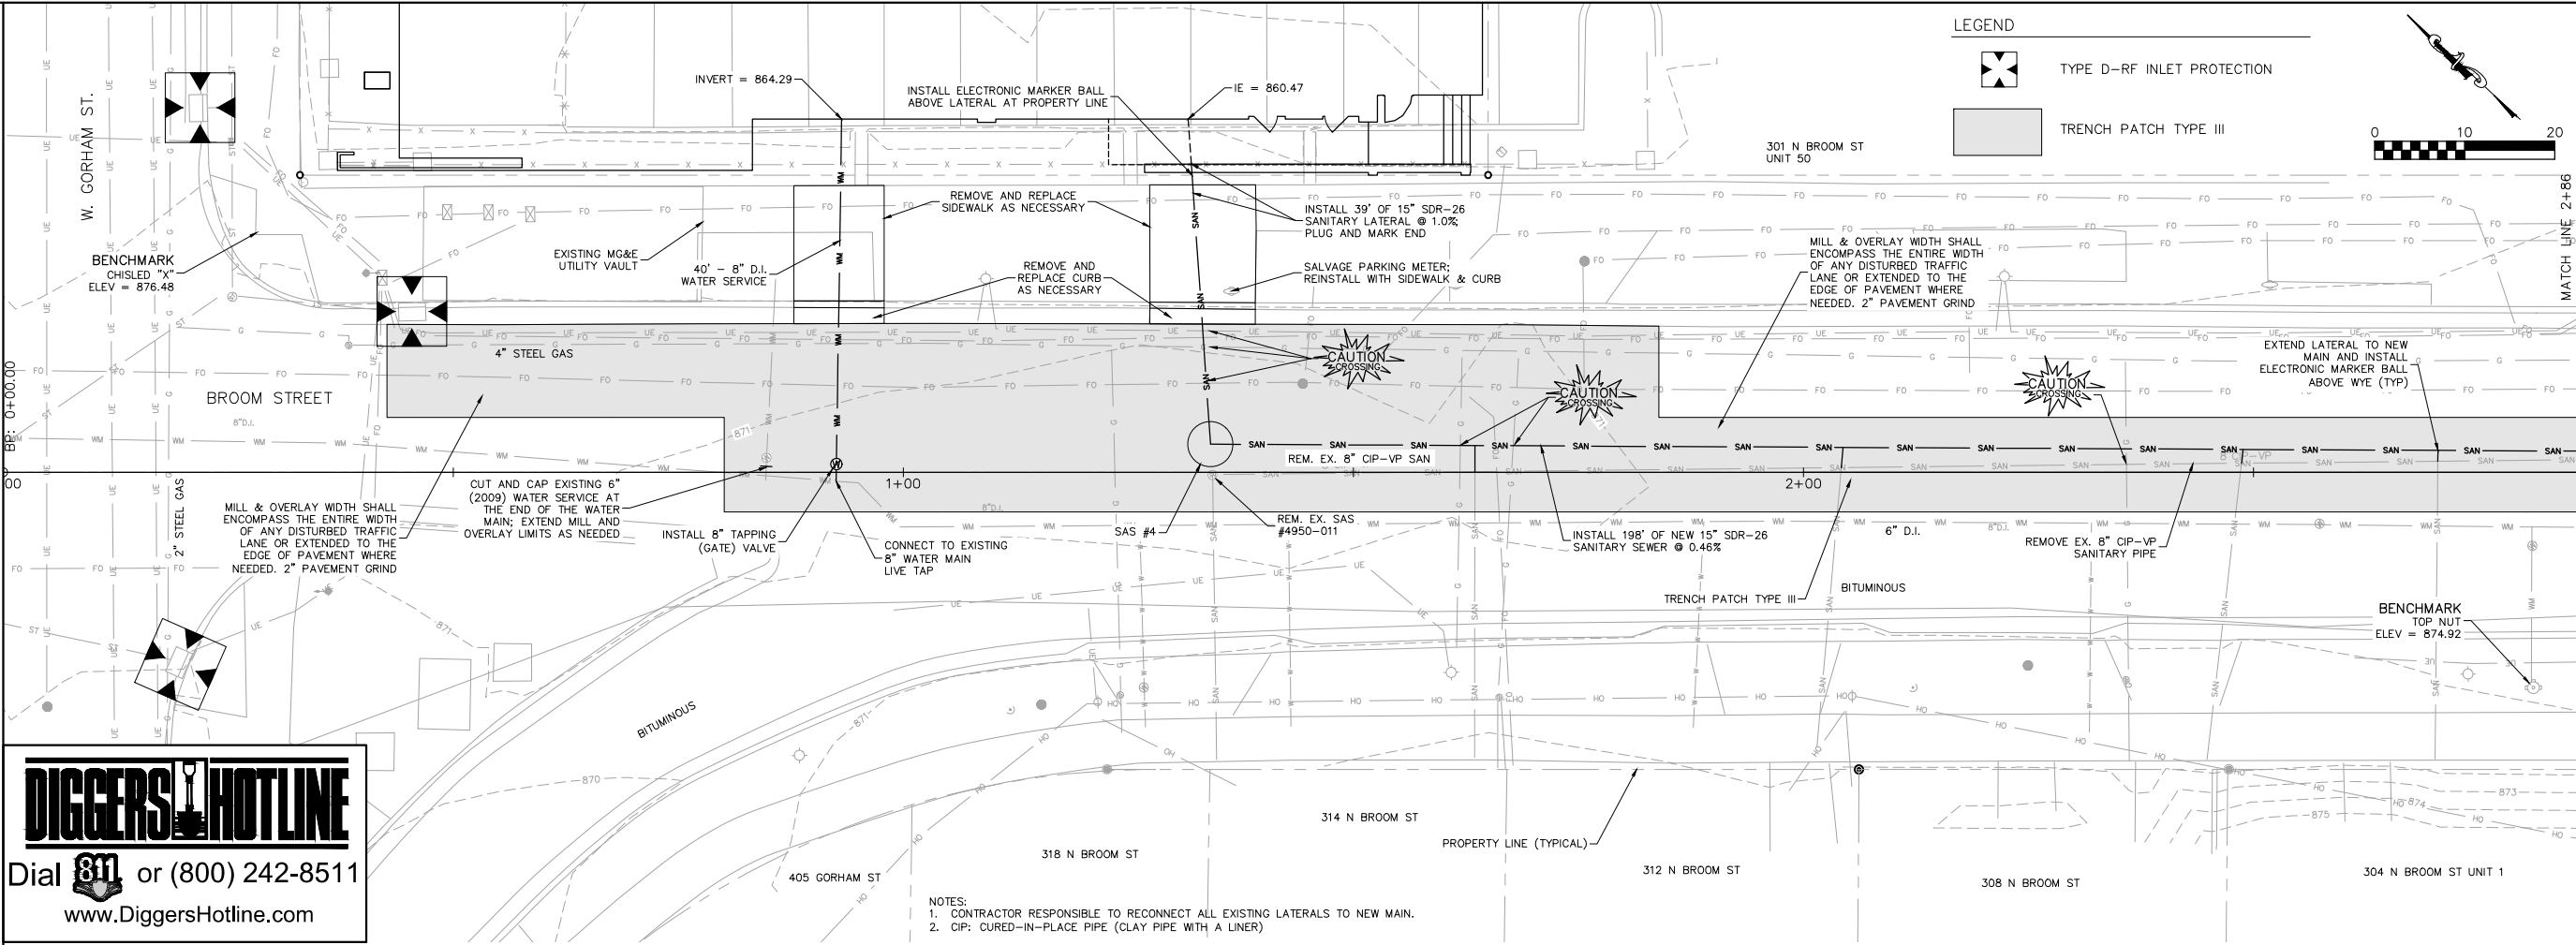 LEGEND
TYPE D-RF INLET PROTECTION
TRENCH PATCH TYPE III
0 10 20
W. GORHAM ST.
INVERT = 864.29
INSTALL ELECTRONIC MARKER BALL
ABOVE LATERAL AT PROPERTY LINE
IE = 860.47
301 N BROOM ST
UNIT 50
MATCH LINE 2+86
BENCHMARK
CHISLED "X"
ELEV = 876.48
EXISTING MG&E
UTILITY VAULT
40' - 8" D.I.
WATER SERVICE
REMOVE AND REPLACE
SIDEWALK AS NECESSARY
REMOVE AND
REPLACE CURB
AS NECESSARY
INSTALL 39' OF 15" SDR-26
SANITARY LATERAL @ 1.0%;
PLUG AND MARK END
SALVAGE PARKING METER;
REINSTALL WITH SIDEWALK & CURB
MILL & OVERLAY WIDTH SHALL
ENCOMPASS THE ENTIRE WIDTH
OF ANY DISTURBED TRAFFIC
LANE OR EXTENDED TO THE
EDGE OF PAVEMENT WHERE
NEEDED. 2" PAVEMENT GRIND
EXTEND LATERAL TO NEW
MAIN AND INSTALL
ELECTRONIC MARKER BALL
ABOVE WYE (TYP)
4" STEEL GAS
CAUTION
CROSSING
CAUTION
CROSSING
CAUTION
CROSSING
BP: 0+00.00
BROOM STREET
8"D.I.
871
871
REM. EX. 8" CIP-VP SAN
00
1+00
2+00
2" STEEL GAS
MILL & OVERLAY WIDTH SHALL
ENCOMPASS THE ENTIRE WIDTH
OF ANY DISTURBED TRAFFIC
LANE OR EXTENDED TO THE
EDGE OF PAVEMENT WHERE
NEEDED. 2" PAVEMENT GRIND
CUT AND CAP EXISTING 6"
(2009) WATER SERVICE AT
THE END OF THE WATER
MAIN; EXTEND MILL AND
OVERLAY LIMITS AS NEEDED
INSTALL 8" TAPPING
(GATE) VALVE
CONNECT TO EXISTING
8" WATER MAIN
LIVE TAP
8"D.I.
SAS #4
REM. EX. SAS
#4950-011
INSTALL 198' OF NEW 15" SDR-26
SANITARY SEWER @ 0.46%
6" D.I.
8"D.I.
REMOVE EX. 8" CIP-VP
SANITARY PIPE
TRENCH PATCH TYPE III
BITUMINOUS
BENCHMARK
TOP NUT
ELEV = 874.92
871
BITUMINOUS
871
870
873
874
875
314 N BROOM ST
PROPERTY LINE (TYPICAL)
318 N BROOM ST
405 GORHAM ST
312 N BROOM ST
308 N BROOM ST
304 N BROOM ST UNIT 1
DIGGERS HOTLINE
Dial 811 or (800) 242-8511
www.DiggersHotline.com
NOTES:
1. CONTRACTOR RESPONSIBLE TO RECONNECT ALL EXISTING LATERALS TO NEW MAIN.
2. CIP: CURED-IN-PLACE PIPE (CLAY PIPE WITH A LINER)